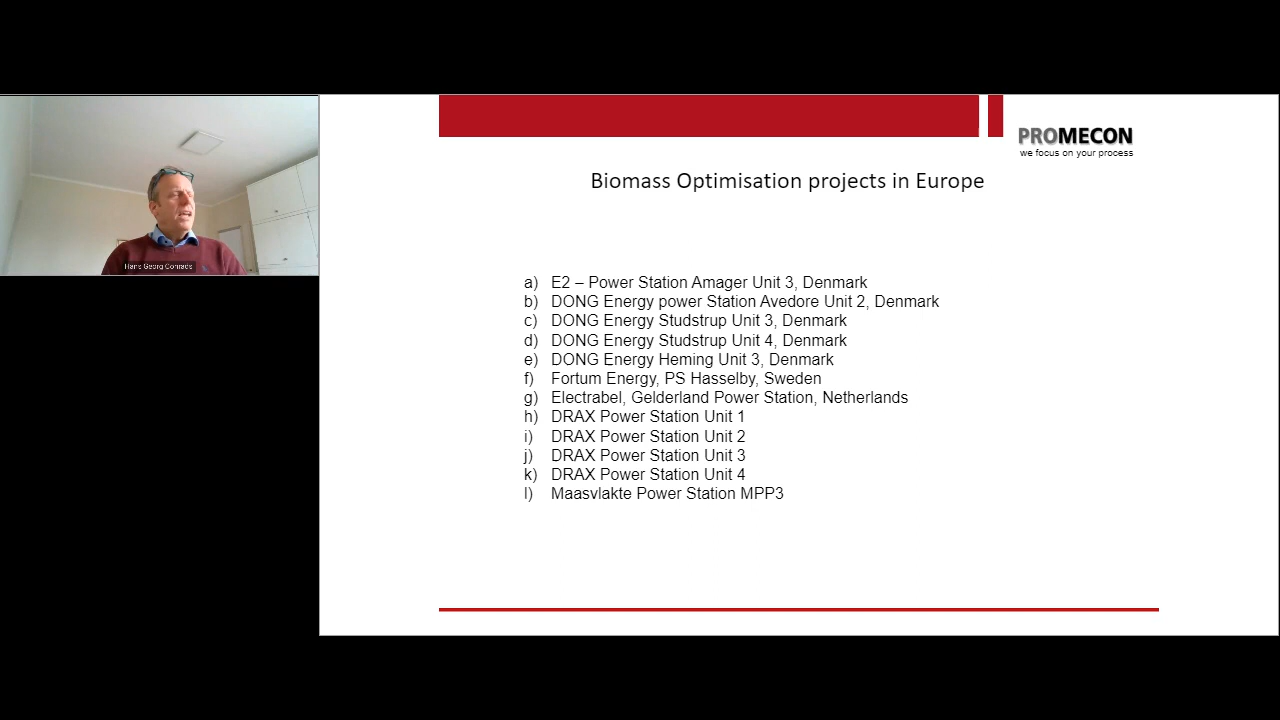 PROMECON
we focus on your process
Biomass Optimisation projects in Europe
Hans Georg Conrads
a) E2 – Power Station Amager Unit 3, Denmark
b) DONG Energy power Station Avedore Unit 2, Denmark
c) DONG Energy Studstrup Unit 3, Denmark
d) DONG Energy Studstrup Unit 4, Denmark
e) DONG Energy Heming Unit 3, Denmark
f) Fortum Energy, PS Hasselby, Sweden
g) Electrabel, Gelderland Power Station, Netherlands
h) DRAX Power Station Unit 1
i) DRAX Power Station Unit 2
j) DRAX Power Station Unit 3
k) DRAX Power Station Unit 4
l) Maasvlakte Power Station MPP3